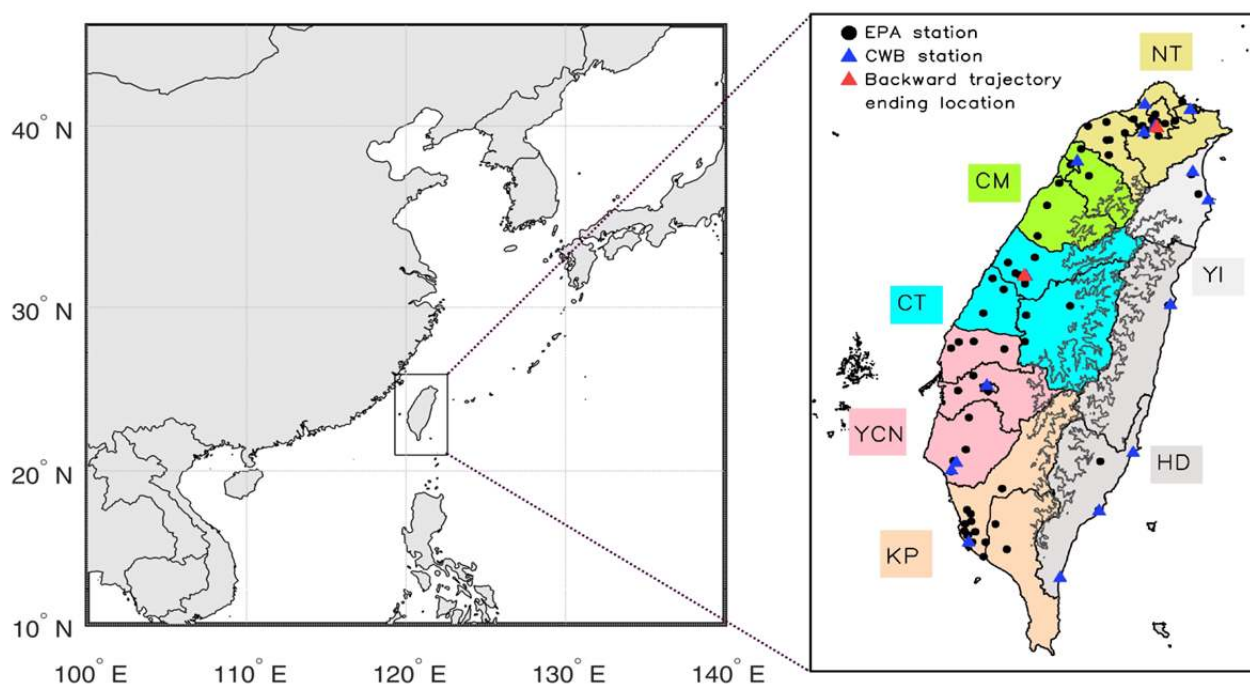 40° N
30° N
20° N
10° N
100° E
110° E
120° E
130° E
140° E
EPA station
CWB station
Backward trajectory
ending location
NT
CM
YI
CT
YCN
HD
KP